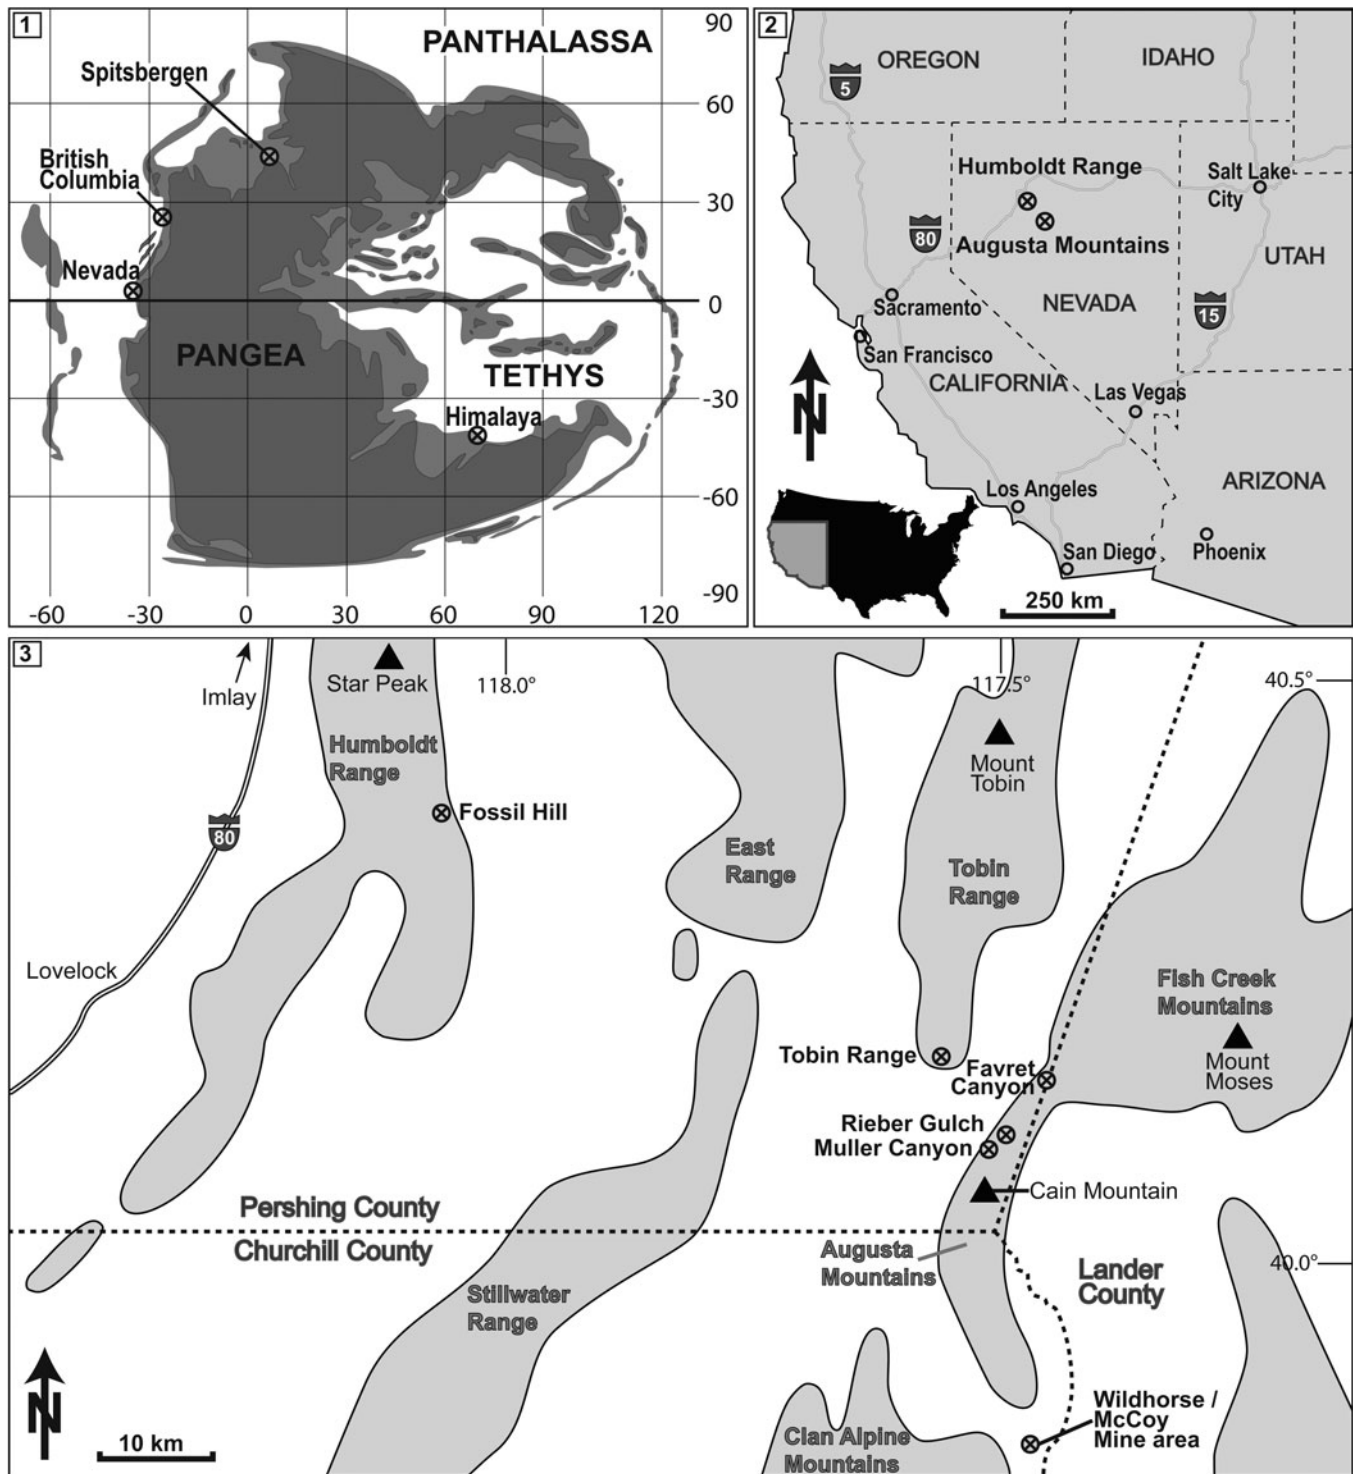 1
PANTHALASSA
Spitsbergen
British
Columbia
Nevada
PANGEA
TETHYS
Himalaya
90
60
30
0
-30
-60
-90
-60
-30
0
30
60
90
120
2
OREGON
IDAHO
5
Humboldt Range
Salt Lake
City
80
Augusta Mountains
UTAH
NEVADA
15
Sacramento
San Francisco
CALIFORNIA
Las Vegas
N
Los Angeles
ARIZONA
San Diego
Phoenix
250 km
3
Imlay
Star Peak
118.0°
117.5°
40.5°
Humboldt
Range
Mount
Tobin
80
Fossil Hill
East
Range
Tobin
Range
Lovelock
Fish Creek
Mountains
Tobin Range
Favret
Canyon
Mount
Moses
Rieber Gulch
Muller Canyon
Cain Mountain
Pershing County
Churchill County
Augusta
Mountains
Lander
County
40.0°
Stillwater
Range
N
10 km
Clan Alpine
Mountains
Wildhorse /
McCoy
Mine area